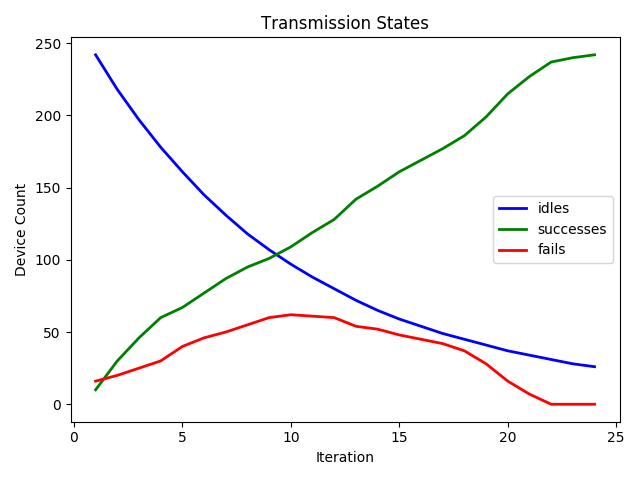 Transmission States
250
200
150
100
50
0
Device Count
idles
successes
fails
0 5 10 15 20 25
Iteration